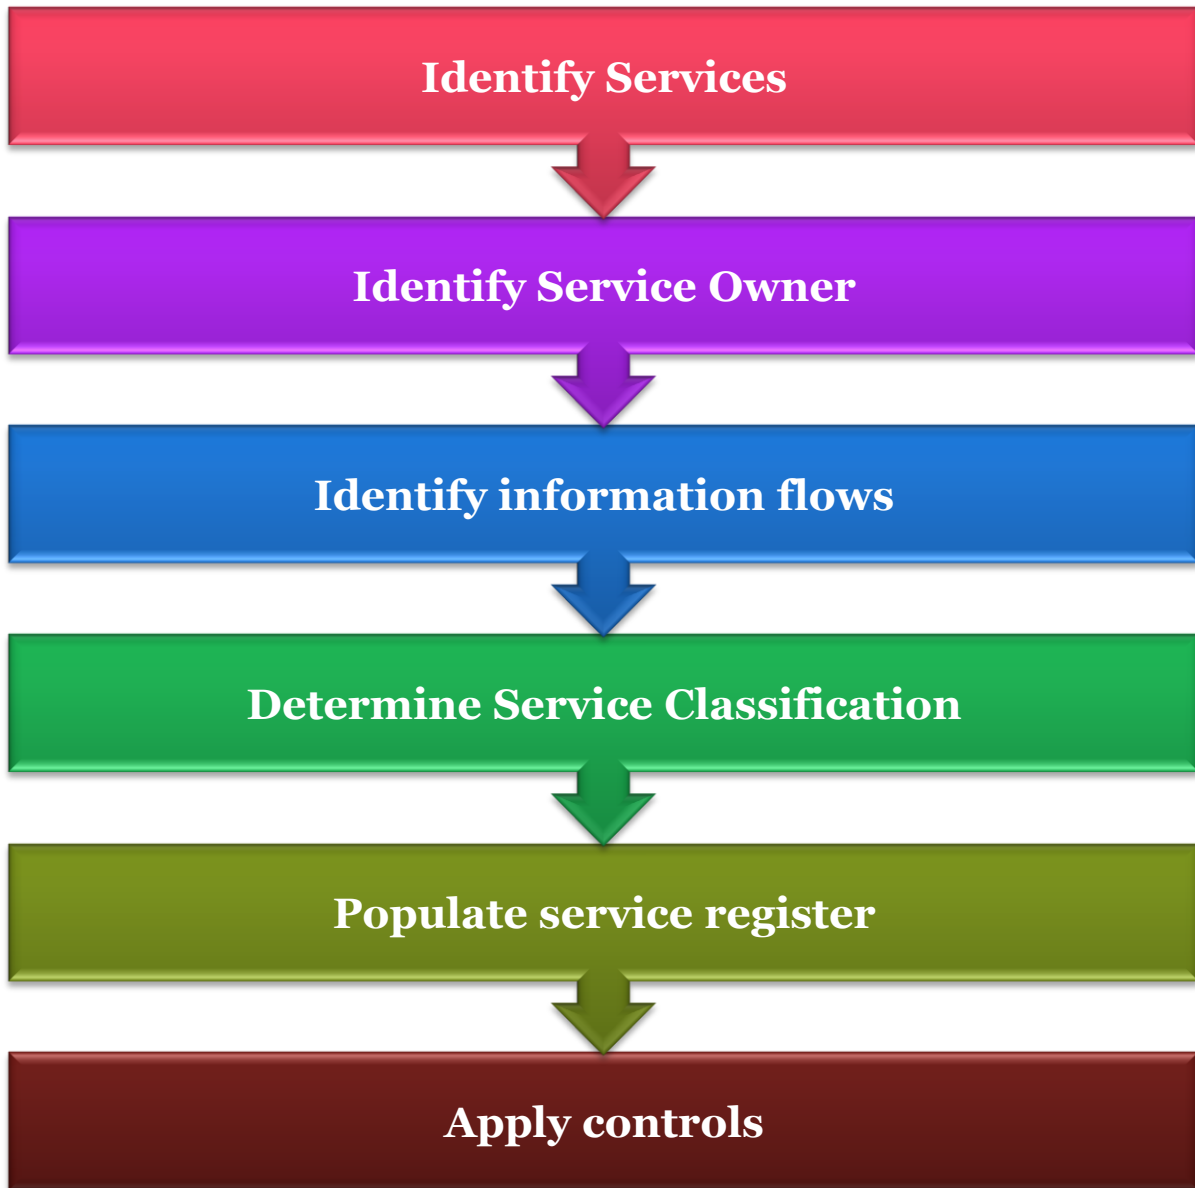 Identify Services
Identify Service Owner
Identify information flows
Determine Service Classification
Populate service register
Apply controls